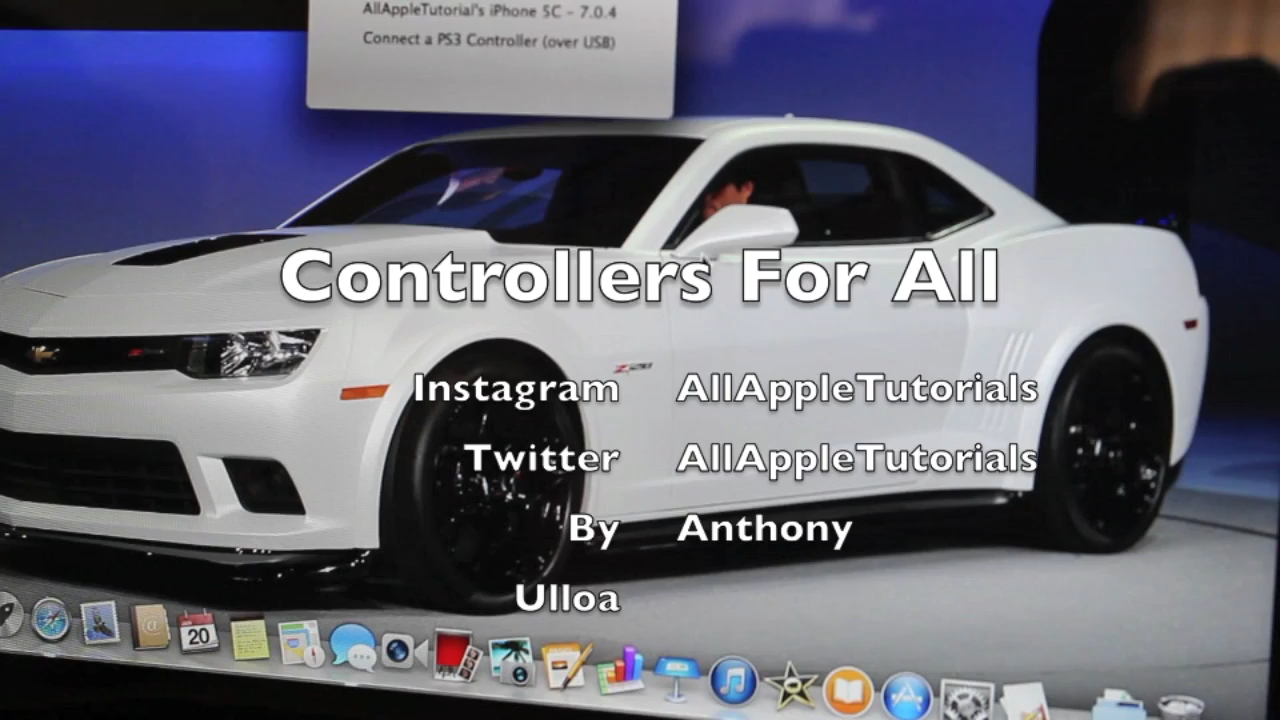 AllAppleTutorial's iPhone 5C - 7.0.4
Connect a PS3 Controller (over USB)
Controllers For All
Instagram AllAppleTutorials
Twitter AllAppleTutorials
By Anthony
Ulloa
20